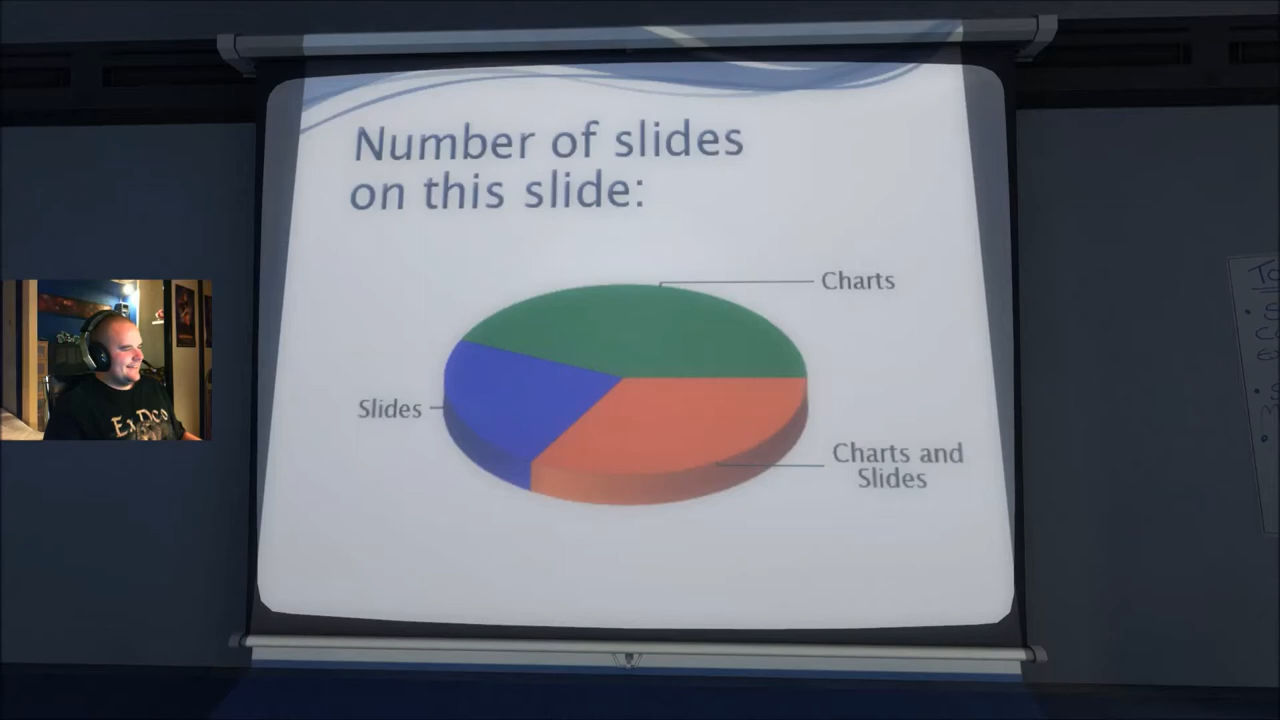 Number of slides
on this slide:
Charts
Slides
Charts and
Slides